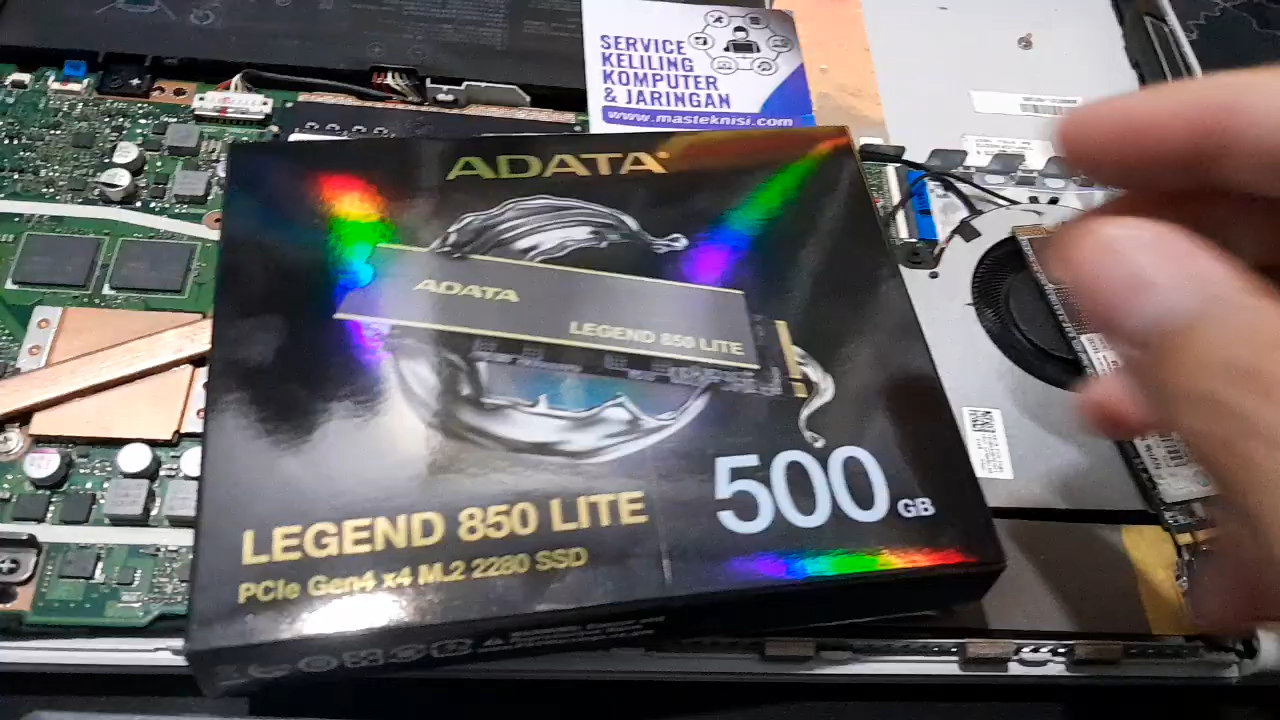 SERVICE
KELILING
KOMPUTER
& JARINGAN
www.masteknisi.com
ADATA
ADATA
LEGEND 850 LITE
500 GB
LEGEND 850 LITE
PCIe Gen4 x4 M.2 2280 SSD